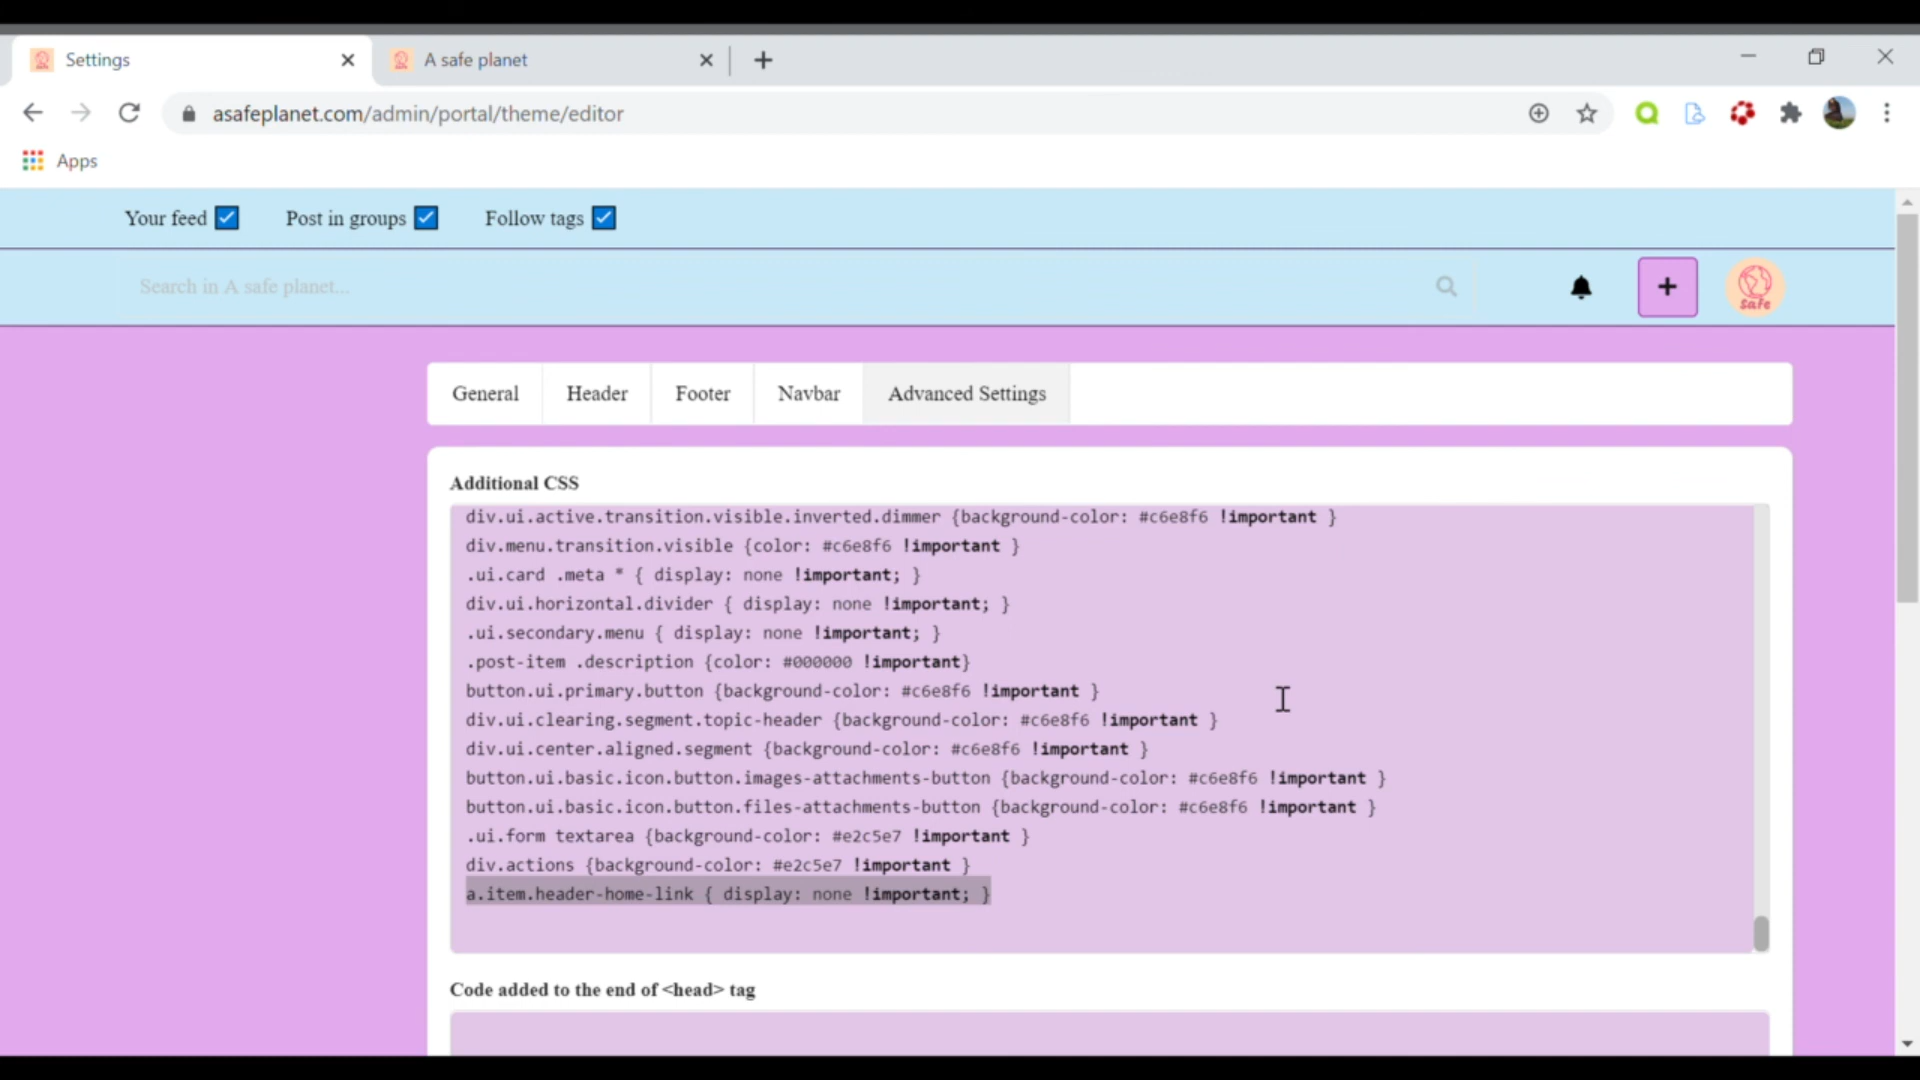 Settings
A safe planet
asafeplanet.com/admin/portal/theme/editor
Apps
Your feed
Post in groups
Follow tags
Search in A safe planet...
safe
General
Header
Footer
Navbar
Advanced Settings
Additional CSS
div.ui.active.transition.visible.inverted.dimmer {background-color: #c6e8f6 !important }
div.menu.transition.visible {color: #c6e8f6 !important }
.ui.card .meta * { display: none !important; }
div.ui.horizontal.divider { display: none !important; }
.ui.secondary.menu { display: none !important; }
.post-item .description {color: #000000 !important}
button.ui.primary.button {background-color: #c6e8f6 !important }
div.ui.clearing.segment.topic-header {background-color: #c6e8f6 !important }
div.ui.center.aligned.segment {background-color: #c6e8f6 !important }
button.ui.basic.icon.button.images-attachments-button {background-color: #c6e8f6 !important }
button.ui.basic.icon.button.files-attachments-button {background-color: #c6e8f6 !important }
.ui.form textarea {background-color: #e2c5e7 !important }
div.actions {background-color: #e2c5e7 !important }
a.item.header-home-link { display: none !important; }
Code added to the end of <head> tag